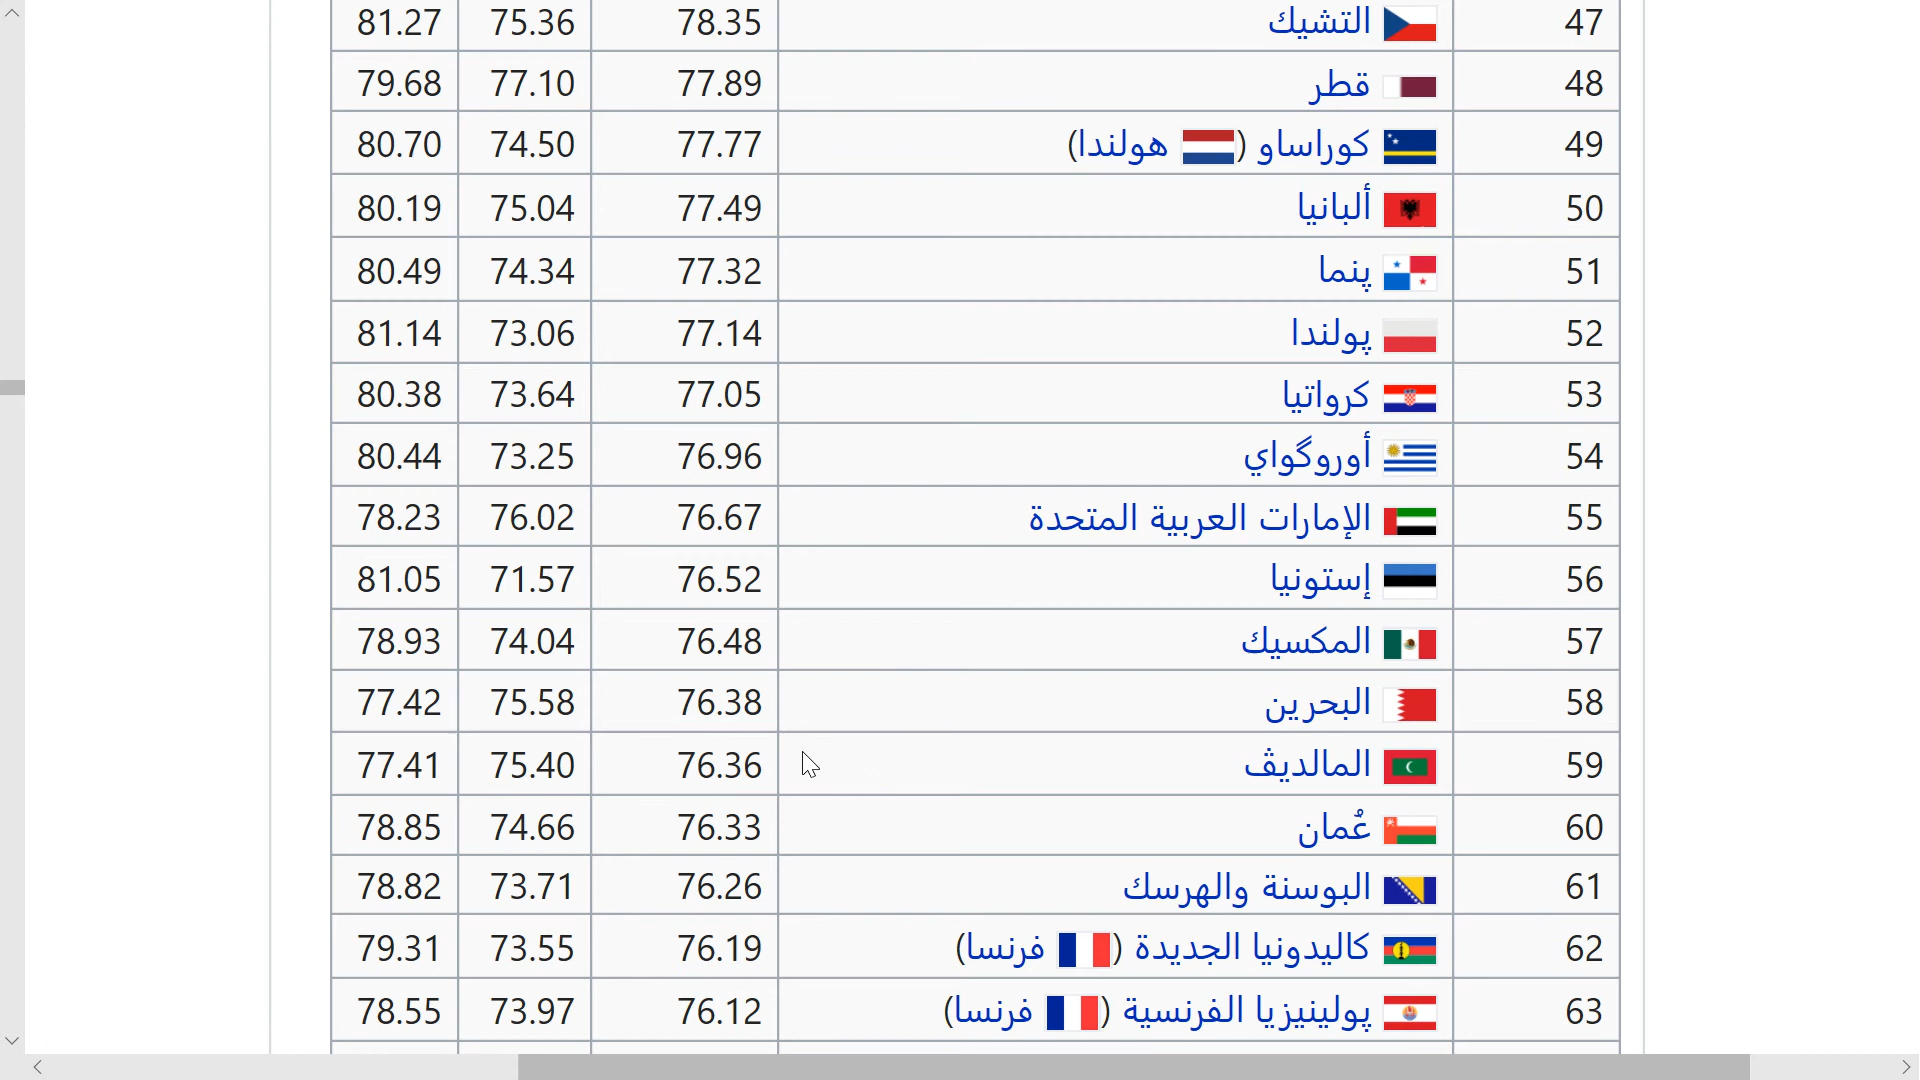 47 التشيك 78.35 75.36 81.27
48 قطر 77.89 77.10 79.68
49 كوراساو (هولندا) 77.77 74.50 80.70
50 ألبانيا 77.49 75.04 80.19
51 پنما 77.32 74.34 80.49
52 پولندا 77.14 73.06 81.14
53 كرواتيا 77.05 73.64 80.38
54 أوروگواي 76.96 73.25 80.44
55 الإمارات العربية المتحدة 76.67 76.02 78.23
56 إستونيا 76.52 71.57 81.05
57 المكسيك 76.48 74.04 78.93
58 البحرين 76.38 75.58 77.42
59 المالديڤ 76.36 75.40 77.41
60 عُمان 76.33 74.66 78.85
61 البوسنة والهرسك 76.26 73.71 78.82
62 كاليدونيا الجديدة (فرنسا) 76.19 73.55 79.31
63 پولينيزيا الفرنسية (فرنسا) 76.12 73.97 78.55